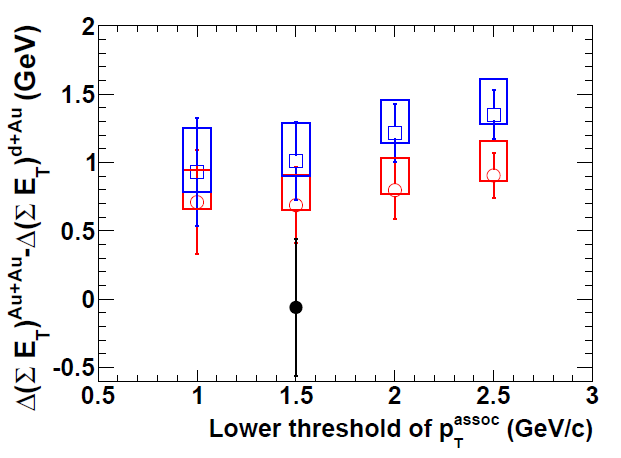 Δ(Σ E_T)^Au+Au-Δ(Σ E_T)^d+Au (GeV)
2
1.5
1
0.5
0
-0.5
0.5 1 1.5 2 2.5 3
Lower threshold of p_T^assoc (GeV/c)